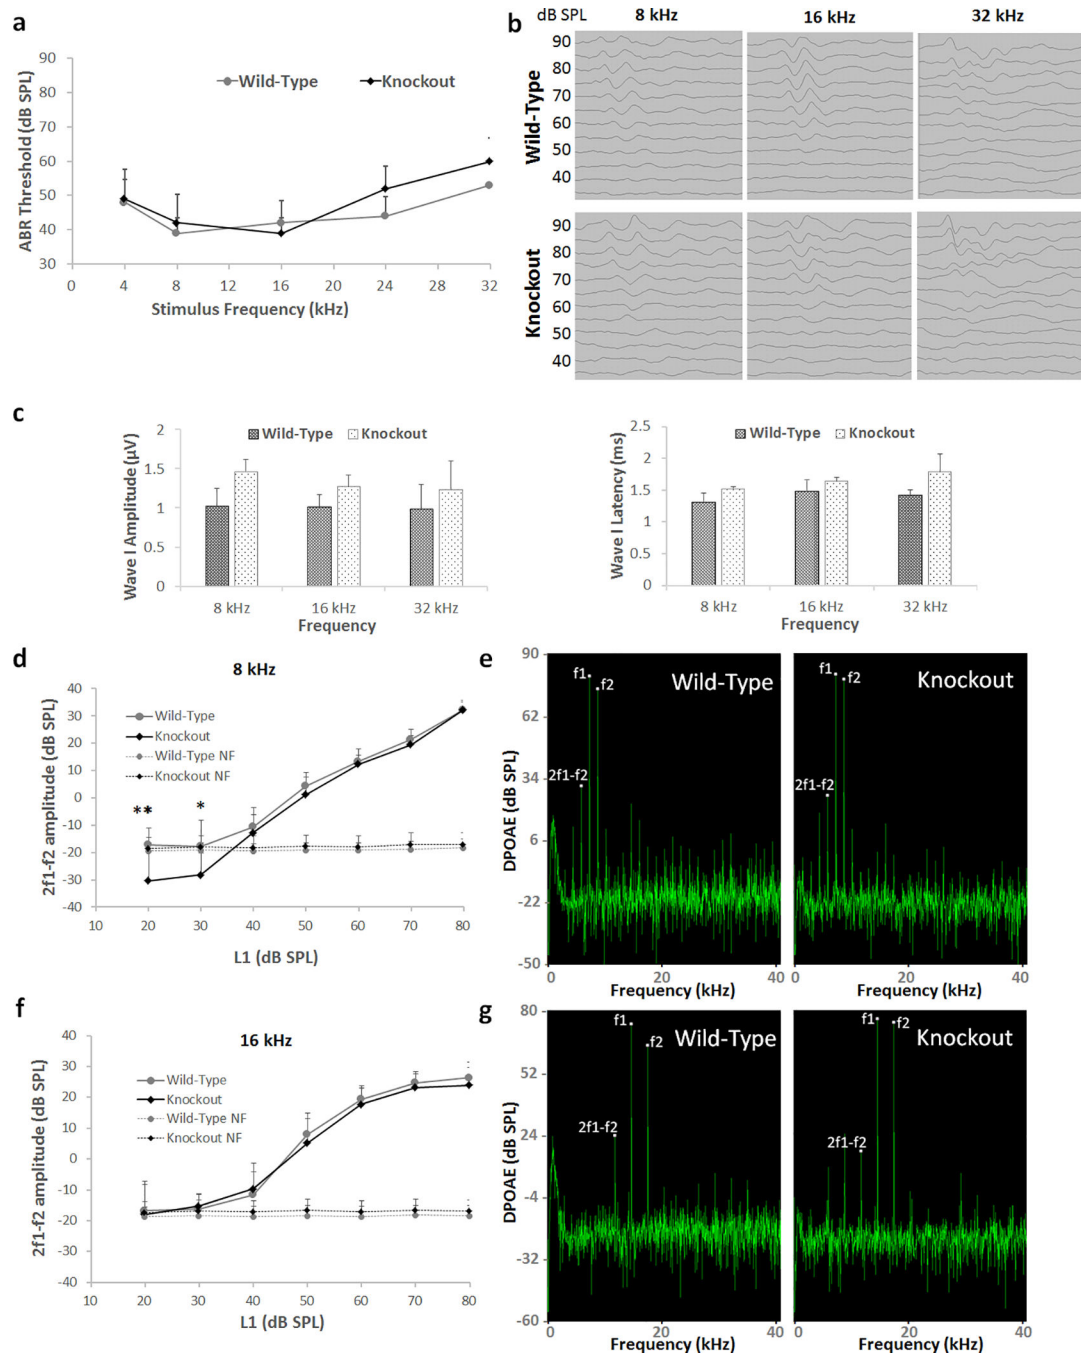 a
Wild-Type
Knockout
ABR Threshold (dB SPL)
90
80
70
60
50
40
30
0 4 8 12 16 20 24 28 32
Stimulus Frequency (kHz)
b
dB SPL 8 kHz 16 kHz 32 kHz
Wild-Type
90
80
70
60
50
40
Knockout
90
80
70
60
50
40
c
Wild-Type Knockout
Wave I Amplitude (µV)
2
1.5
1
0.5
0
8 kHz 16 kHz 32 kHz
Frequency
Wild-Type Knockout
Wave I Latency (ms)
2.5
2
1.5
1
0.5
0
8 kHz 16 kHz 32 kHz
Frequency
d
8 kHz
Wild-Type
Knockout
Wild-Type NF
Knockout NF
2f1-f2 amplitude (dB SPL)
40
30
20
10
0
-10
-20
-30
-40
** *
10 20 30 40 50 60 70 80
L1 (dB SPL)
e
Wild-Type
f1
f2
2f1-f2
Knockout
f1
f2
2f1-f2
DPOAE (dB SPL)
90
62
34
6
-22
-50
0 20 40
Frequency (kHz)
0 20 40
Frequency (kHz)
f
16 kHz
Wild-Type
Knockout
Wild-Type NF
Knockout NF
2f1-f2 amplitude (dB SPL)
40
30
20
10
0
-10
-20
-30
-40
10 20 30 40 50 60 70 80
L1 (dB SPL)
g
Wild-Type
f1
f2
2f1-f2
Knockout
f1
f2
2f1-f2
DPOAE (dB SPL)
80
52
24
-4
-32
-60
0 20 40
Frequency (kHz)
0 20 40
Frequency (kHz)